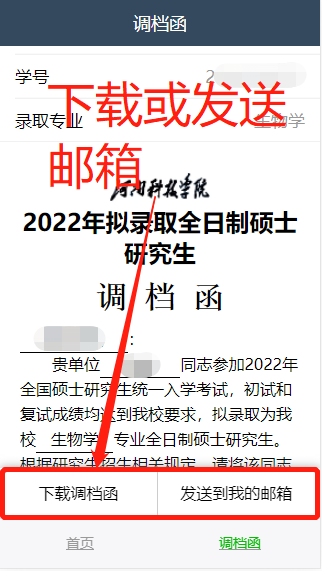 调档函
学号
2
下载或发送
邮箱
录取专业
生物学
河南科技学院
2022年拟录取全日制硕士
研究生
调 档 函
：
贵单位 同志参加2022年
全国硕士研究生统一入学考试，初试和
复试成绩均达到我校要求，拟录取为我
校 生物学 专业全日制硕士研究生。
根据研究生招生相关规定，请将该同志
下载调档函
发送到我的邮箱
首页
调档函